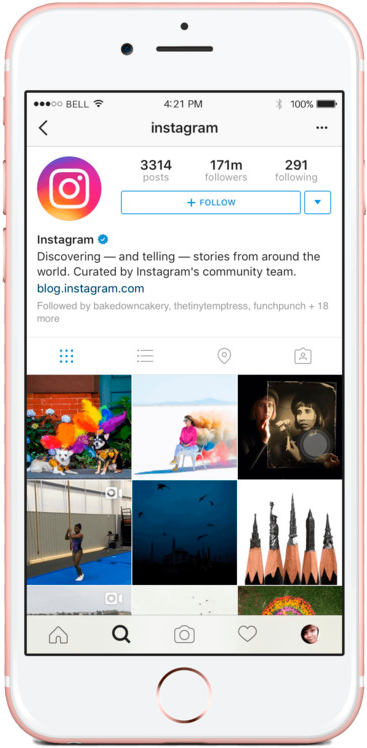 BELL 4:21 PM 100%
instagram
3314 171m 291
posts followers following
+ FOLLOW
Instagram
Discovering — and telling — stories from around the
world. Curated by Instagram's community team.
blog.instagram.com
Followed by bakedowncakery, thetinytemptress, funchpunch + 18
more